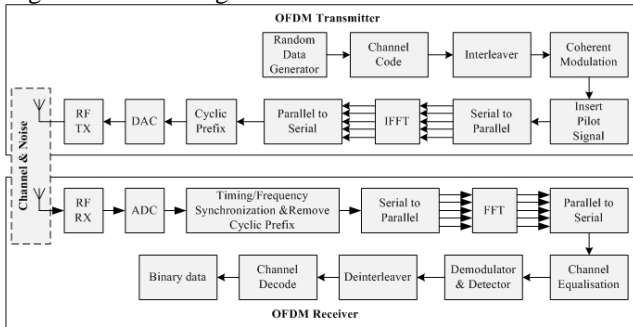 OFDM Transmitter
Random
Data
Generator
Channel
Code
Interleaver
Coherent
Modulation
RF
TX
DAC
Cyclic
Prefix
Parallel to
Serial
IFFT
Serial to
Parallel
Insert
Pilot
Signal
Channel & Noise
RF
RX
ADC
Timing/Frequency
Synchronization &Remove
Cyclic Prefix
Serial to
Parallel
FFT
Parallel to
Serial
Binary data
Channel
Decode
Deinterleaver
Demodulator
& Detector
Channel
Equalisation
OFDM Receiver